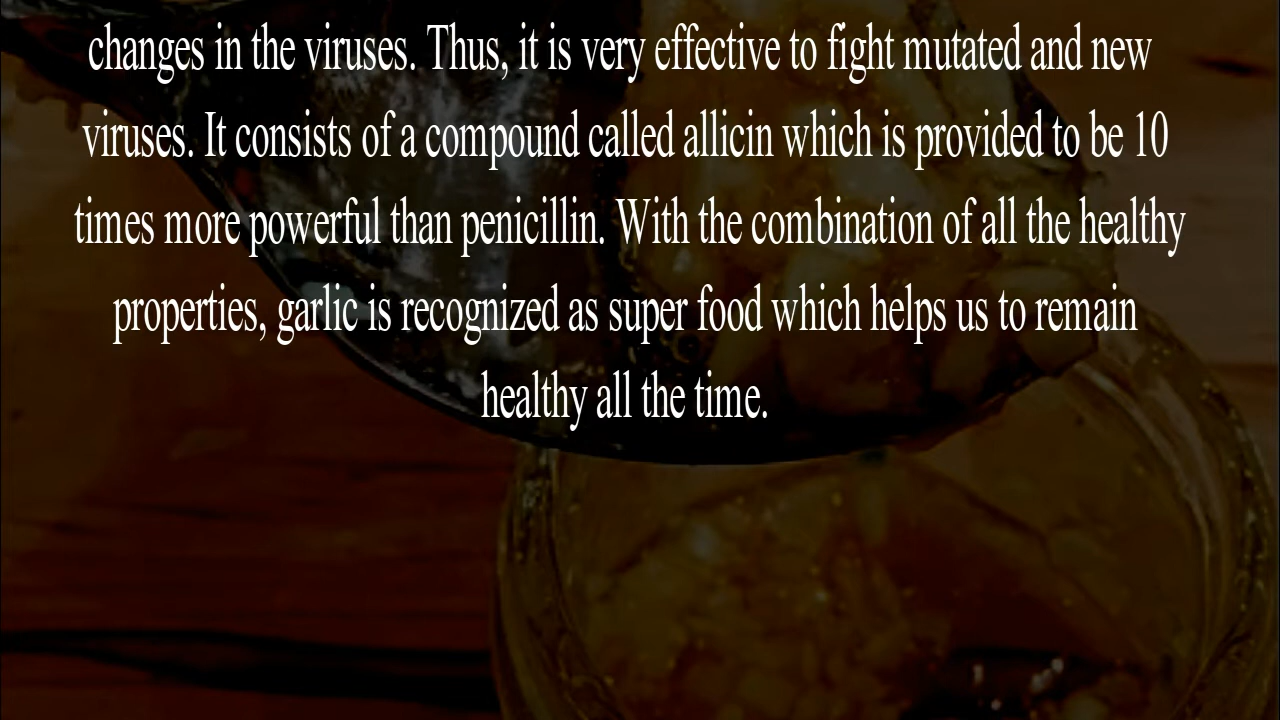 changes in the viruses. Thus, it is very effective to fight mutated and new
viruses. It consists of a compound called allicin which is provided to be 10
times more powerful than penicillin. With the combination of all the healthy
properties, garlic is recognized as super food which helps us to remain
healthy all the time.